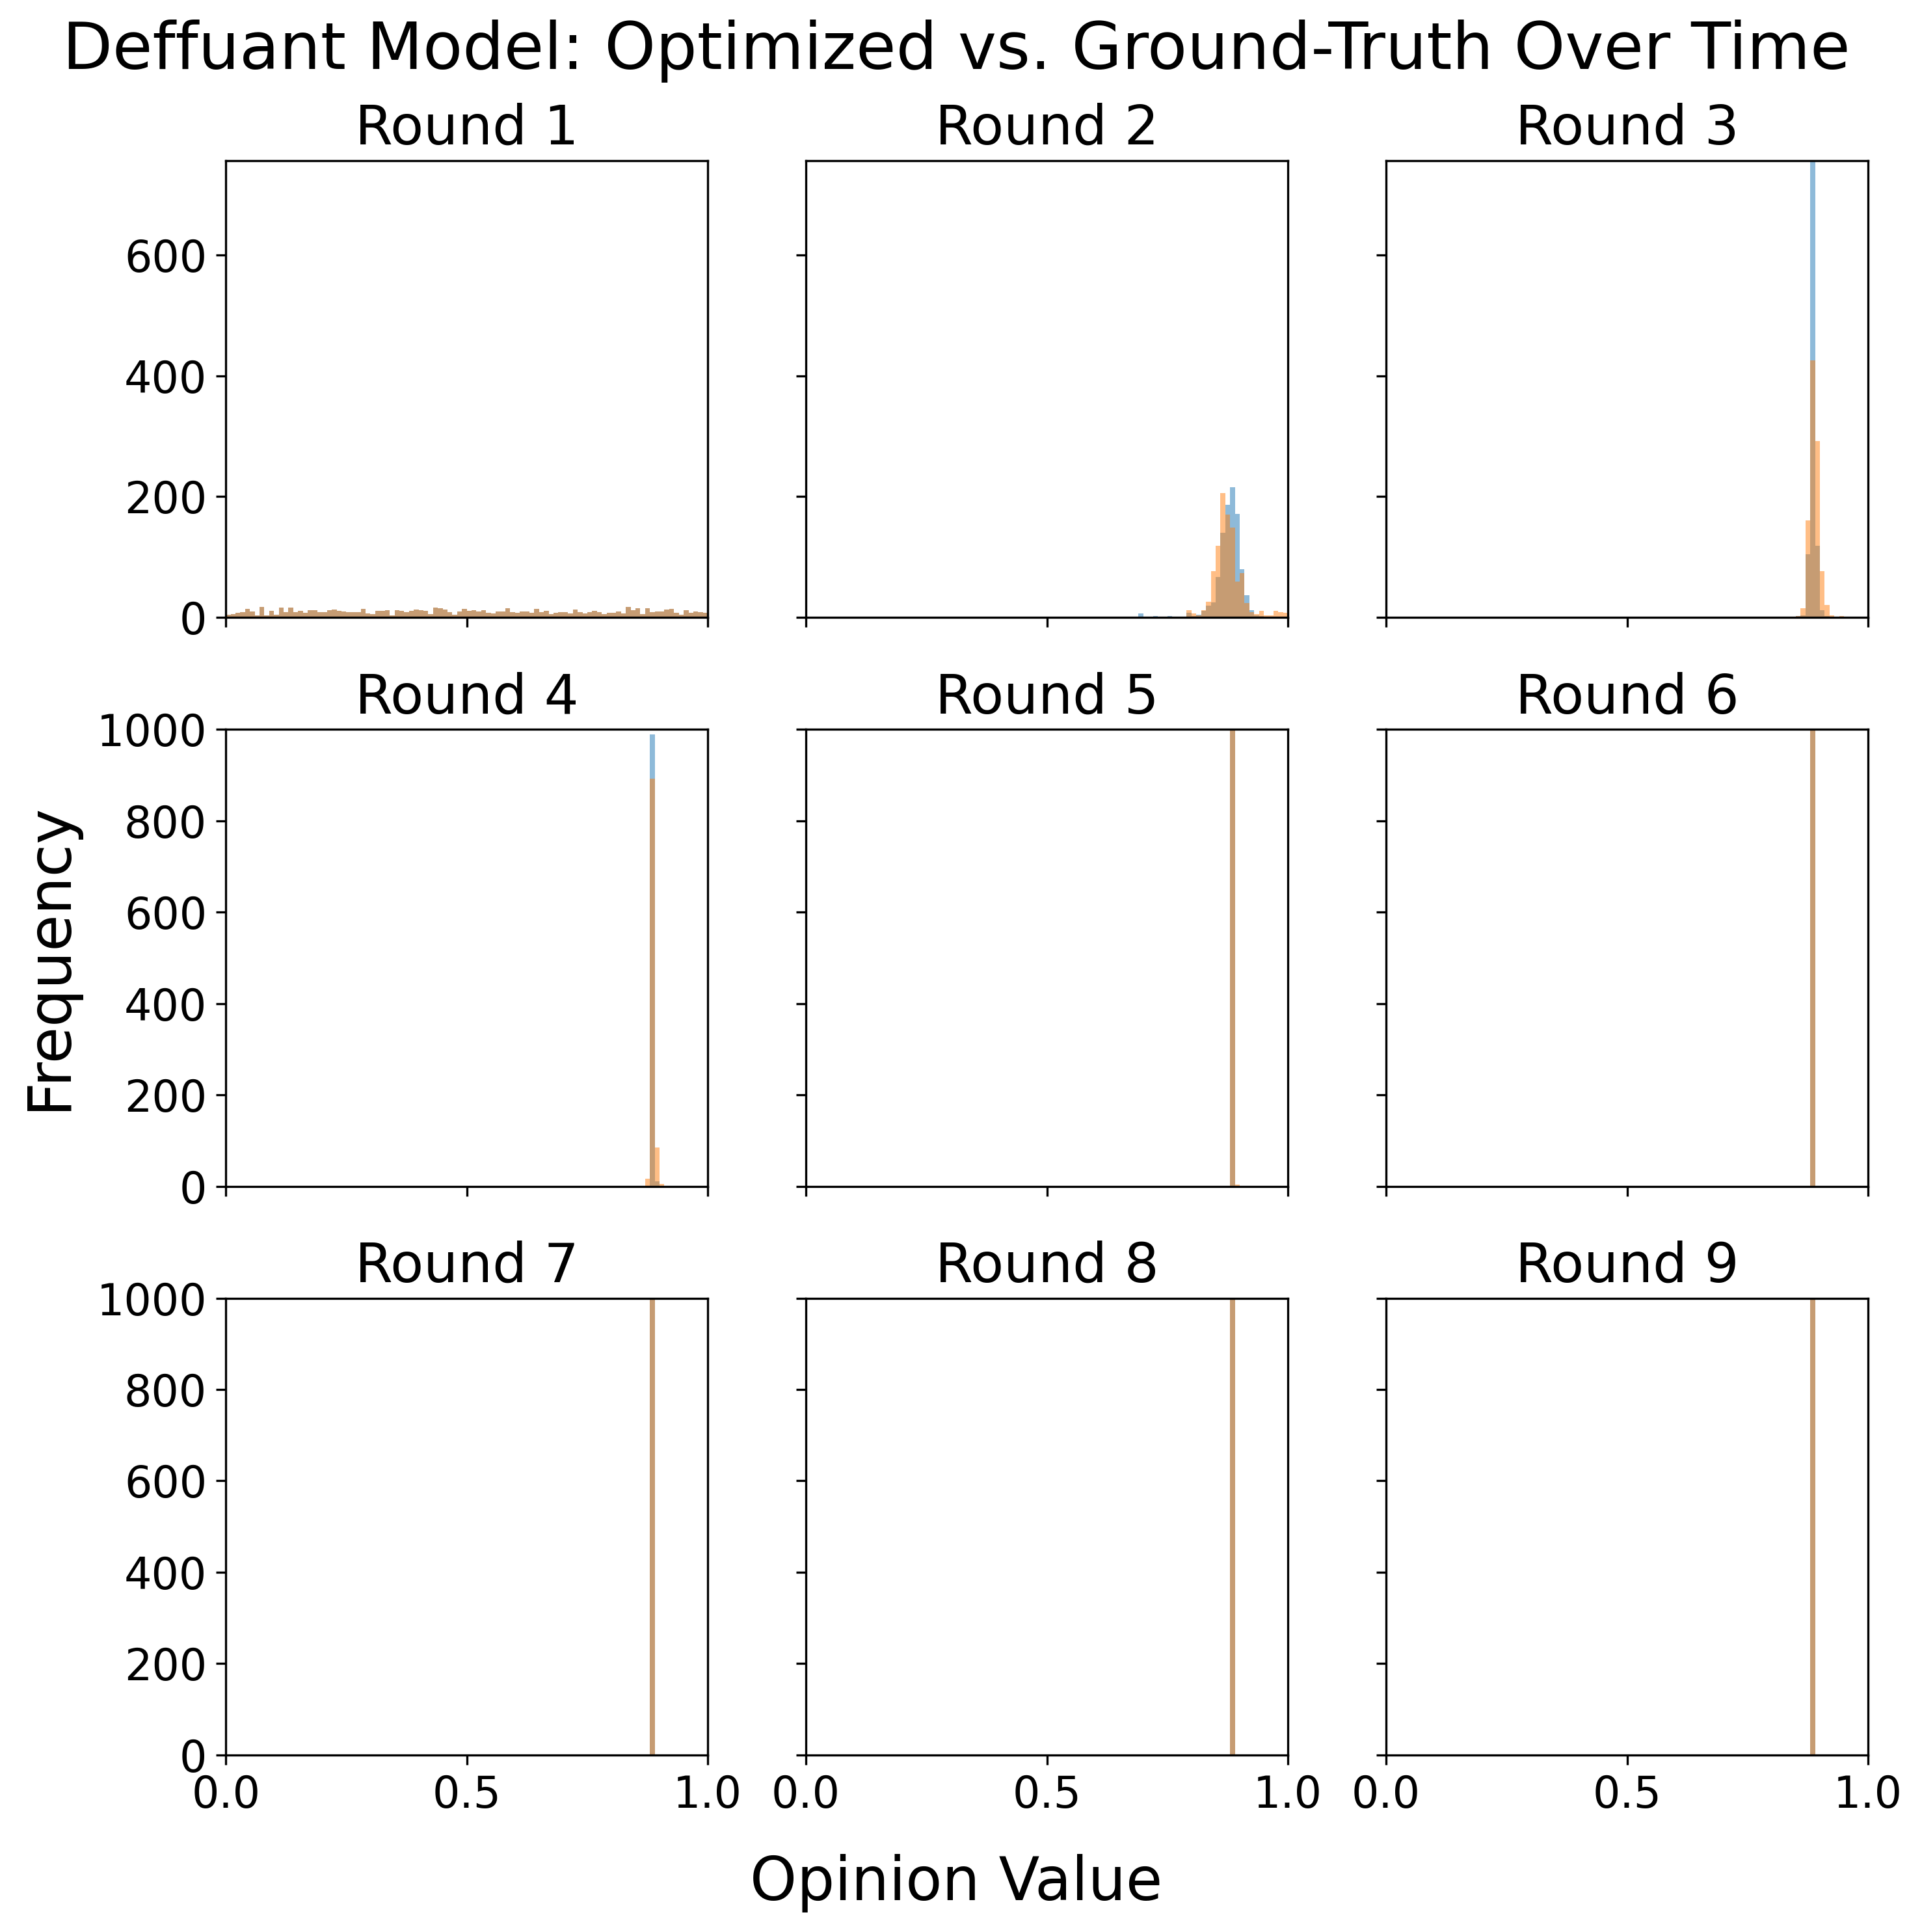 Deffuant Model: Optimized vs. Ground-Truth Over Time
Round 1
Round 2
Round 3
600
400
200
0
Round 4
Round 5
Round 6
1000
800
600
400
200
0
Frequency
Round 7
Round 8
Round 9
1000
800
600
400
200
0
0.0 0.5 1.0 0.0 0.5 1.0 0.0 0.5 1.0
Opinion Value